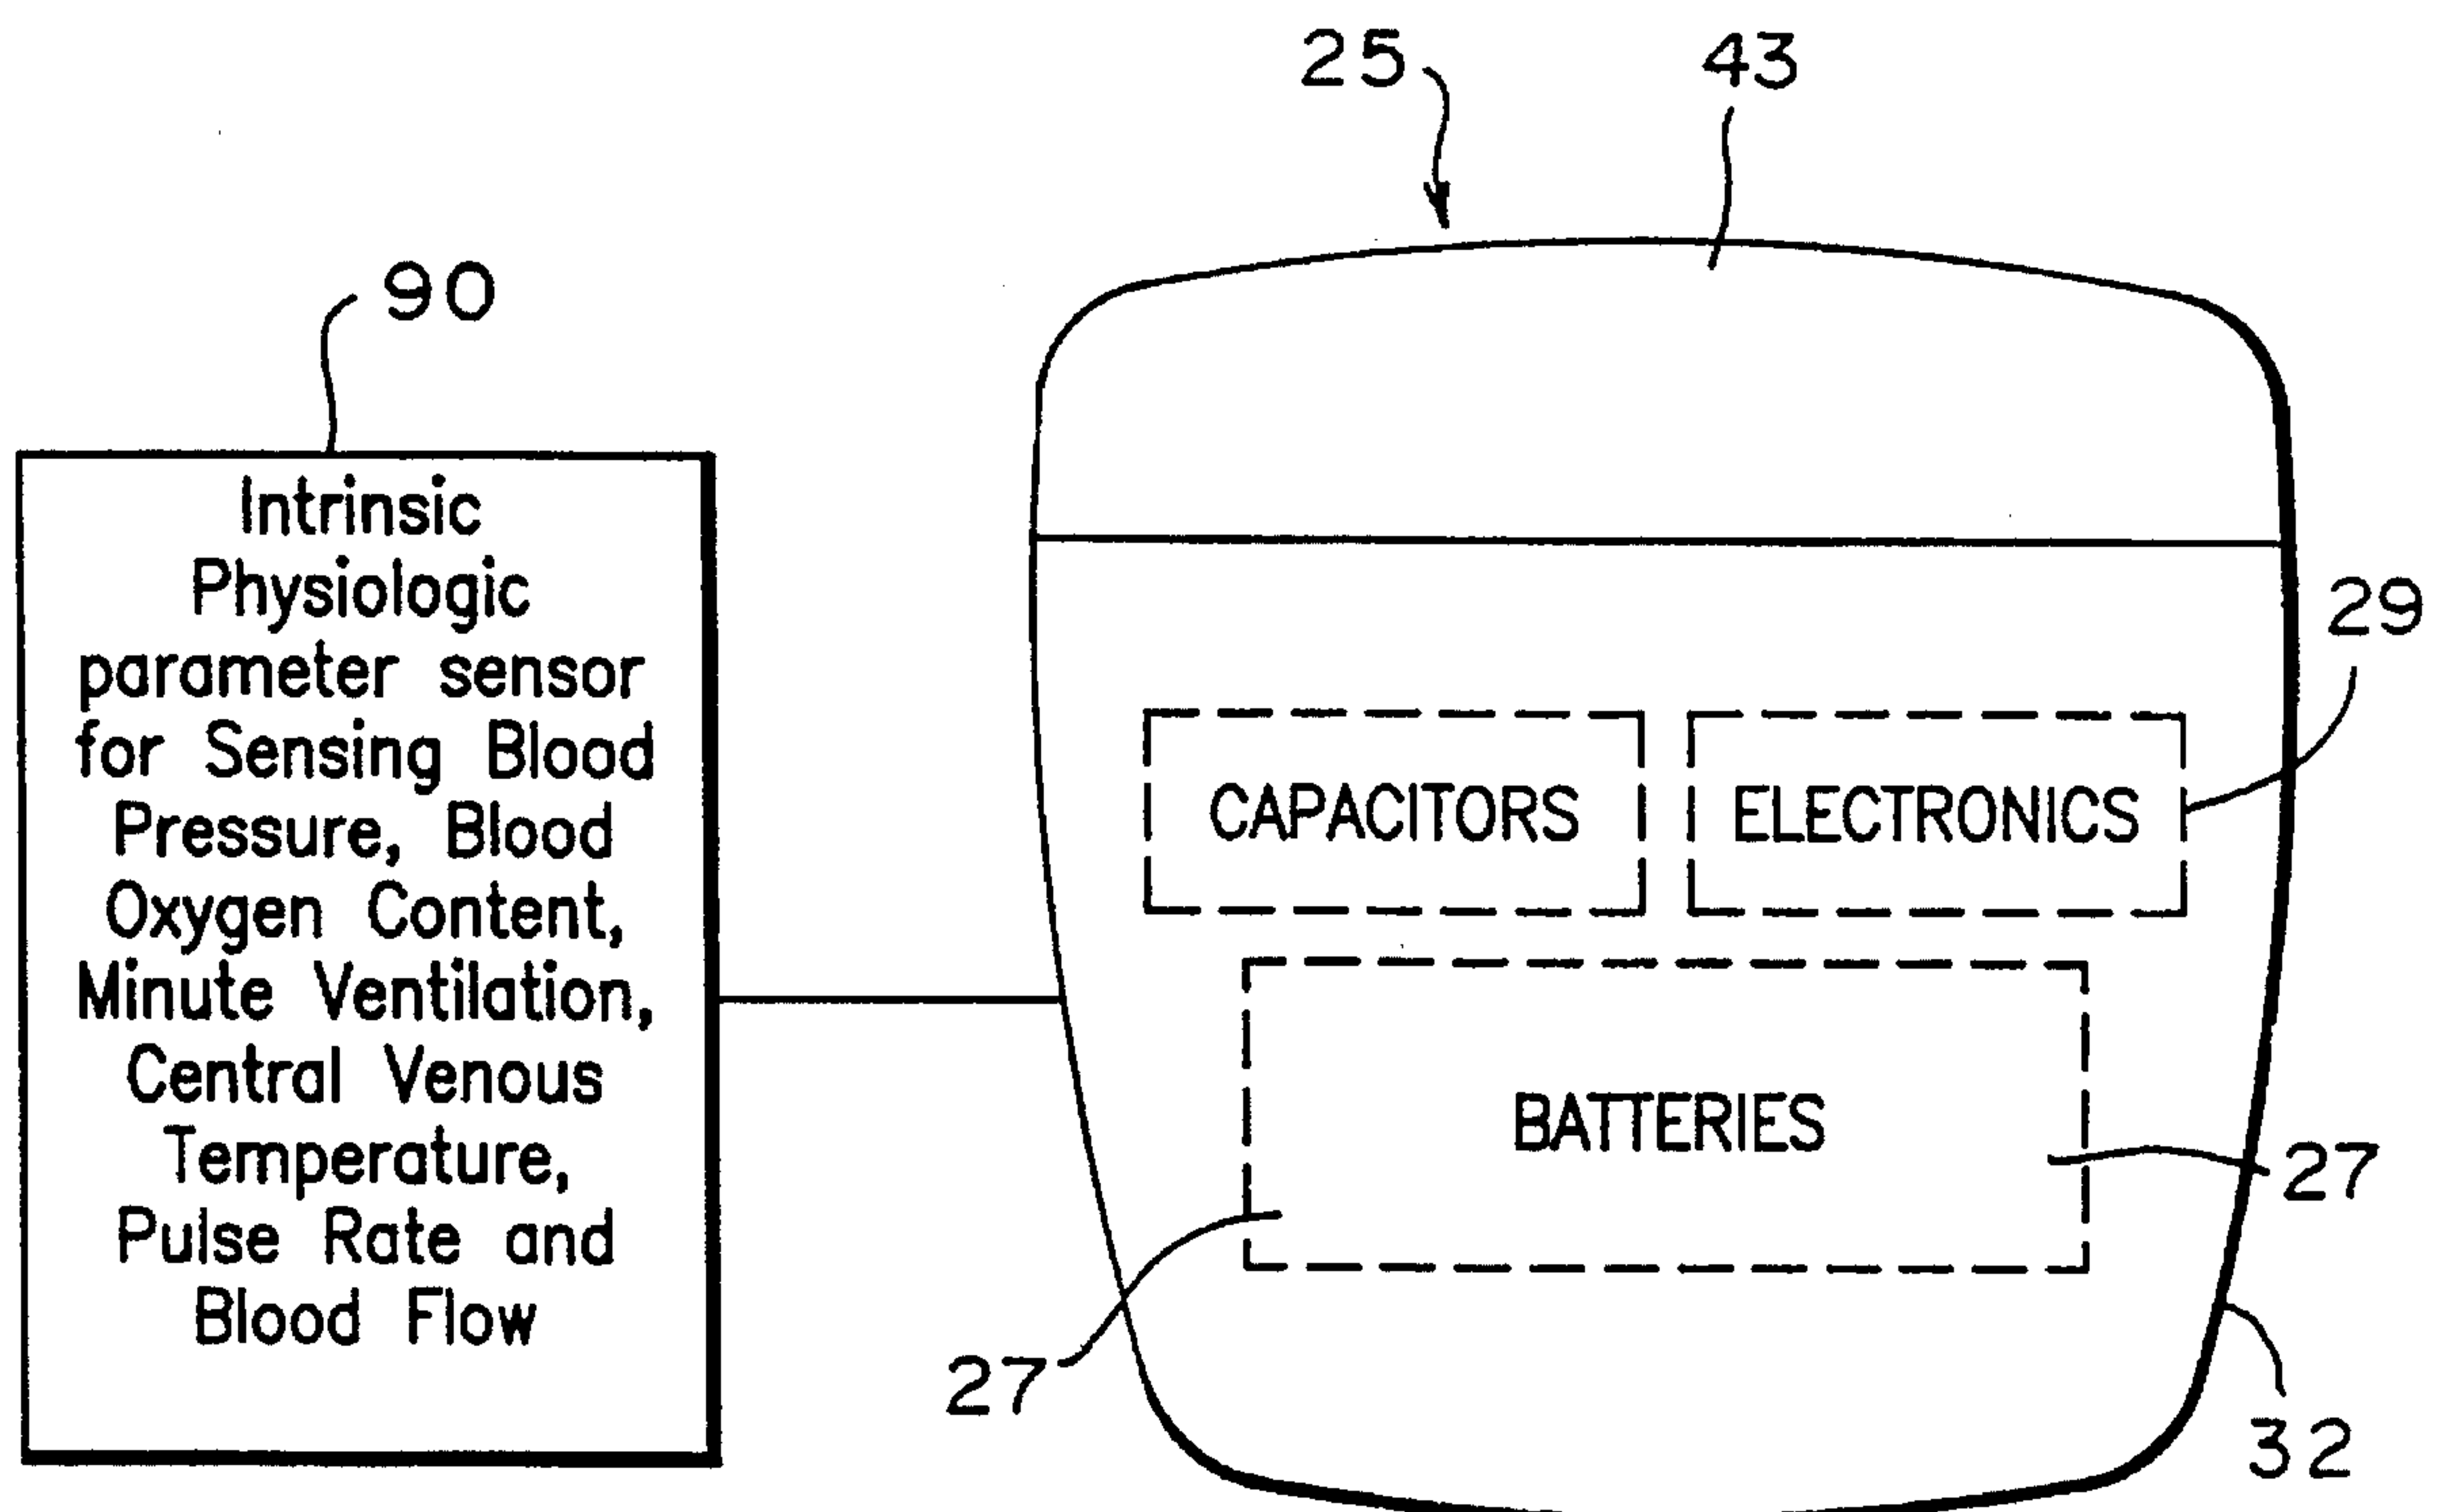 25
43
90
Intrinsic
Physiologic
parameter sensor
for Sensing Blood
Pressure, Blood
Oxygen Content,
Minute Ventilation,
Central Venous
Temperature,
Pulse Rate and
Blood Flow
29
CAPACITORS
ELECTRONICS
BATTERIES
27
27
32